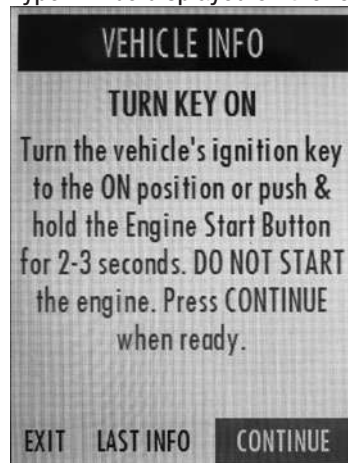 VEHICLE INFO
TURN KEY ON
Turn the vehicle's ignition key
to the ON position or push &
hold the Engine Start Button
for 2-3 seconds. DO NOT START
the engine. Press CONTINUE
when ready.
EXIT LAST INFO CONTINUE